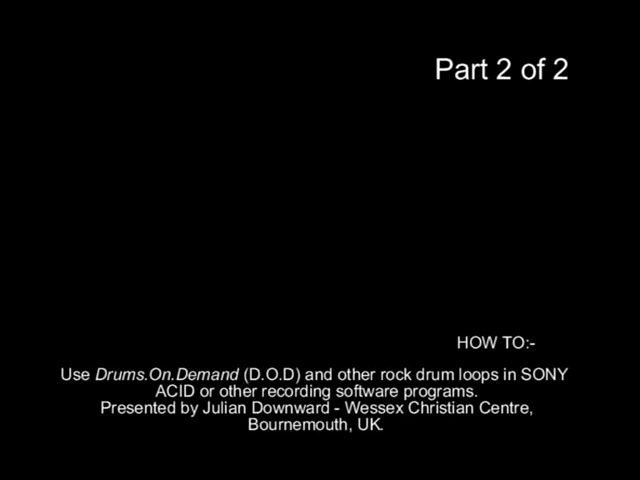 Part 2 of 2
HOW TO:-
Use Drums.On.Demand (D.O.D) and other rock drum loops in SONY
ACID or other recording software programs.
Presented by Julian Downward - Wessex Christian Centre,
Bournemouth, UK.